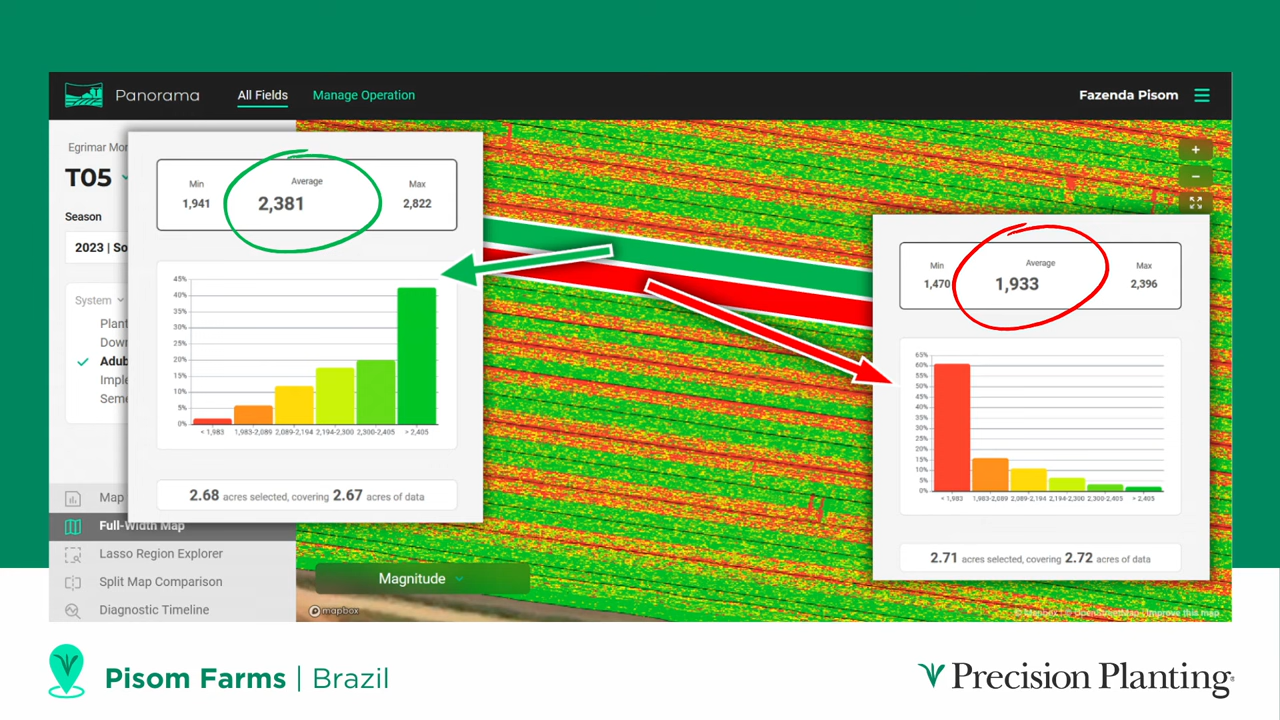 Panorama
All Fields
Manage Operation
Fazenda Pisom
Egrimar Mor
T05
Season
2023 | So
System
Plant
Down
Adub
Imple
Seme
Map
Full-Width Map
Lasso Region Explorer
Split Map Comparison
Diagnostic Timeline
Min
1,941
Average
2,381
Max
2,822
45%
40%
35%
30%
25%
20%
15%
10%
5%
0%
< 1,983
1,983-2,089
2,089-2,194
2,194-2,300
2,300-2,405
> 2,405
2.68 acres selected, covering 2.67 acres of data
+
−
Min
1,470
Average
1,933
Max
2,396
65%
60%
55%
50%
45%
40%
35%
30%
25%
20%
15%
10%
5%
0%
< 1,983
1,983-2,089
2,089-2,194
2,194-2,300
2,300-2,405
> 2,405
2.71 acres selected, covering 2.72 acres of data
Magnitude
mapbox
© Mapbox © OpenStreetMap Improve this map
Pisom Farms | Brazil
Precision Planting®